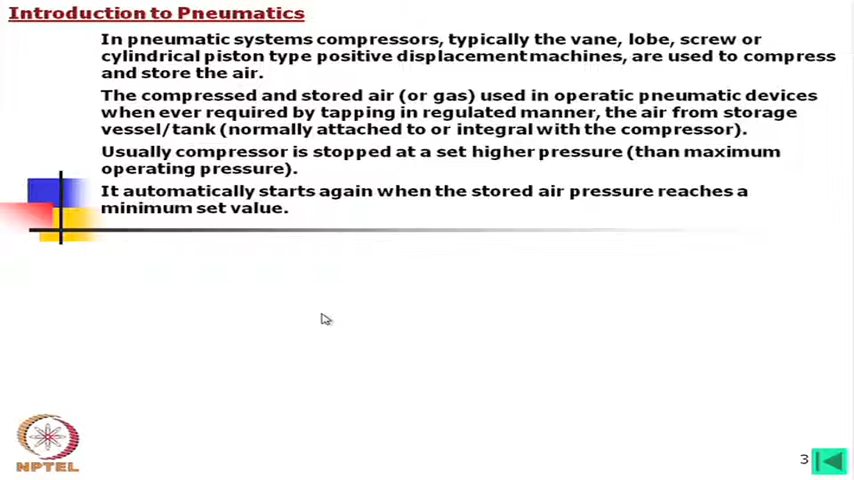 Introduction to Pneumatics
In pneumatic systems compressors, typically the vane, lobe, screw or
cylindrical piston type positive displacement machines, are used to compress
and store the air.
The compressed and stored air (or gas) used in operatic pneumatic devices
when ever required by tapping in regulated manner, the air from storage
vessel/tank (normally attached to or integral with the compressor).
Usually compressor is stopped at a set higher pressure (than maximum
operating pressure).
It automatically starts again when the stored air pressure reaches a
minimum set value.
NPTEL
3